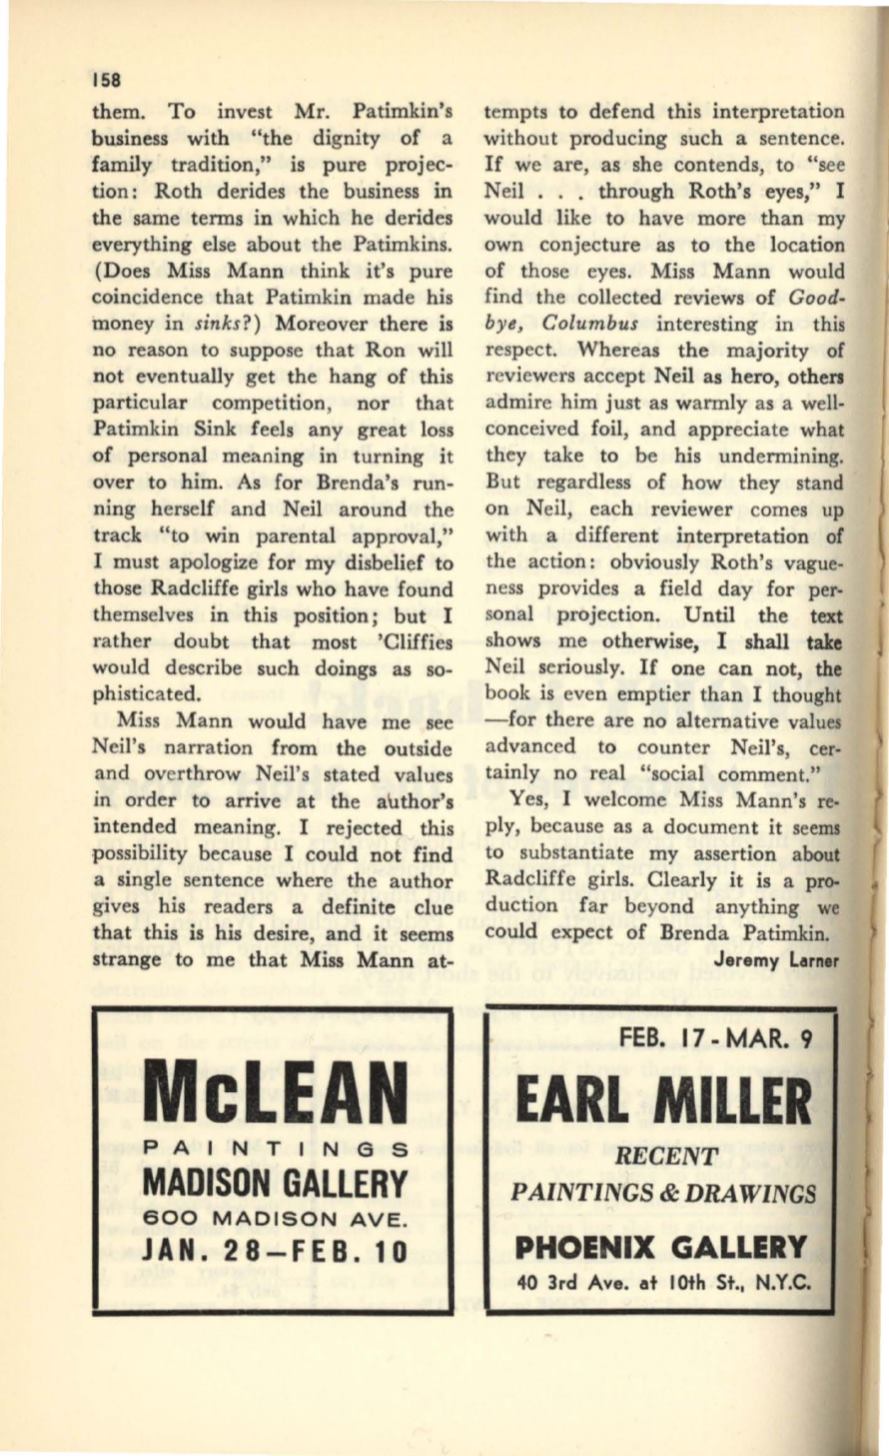 158
them. To invest Mr. Patimkin's
business with "the dignity of a
family tradition," is pure projec-
tion: Roth derides the business in
the same terms in which he derides
everything else about the Patimkins.
(Does Miss Mann think it's pure
coincidence that Patimkin made his
money in sinks?) Moreover there is
no reason to suppose that Ron will
not eventually get the hang of this
particular competition, nor that
Patimkin Sink feels any great loss
of personal meaning in turning it
over to him. As for Brenda's run-
ning herself and Neil around the
track "to win parental approval,"
I must apologize for my disbelief to
those Radcliffe girls who have found
themselves in this position; but I
rather doubt that most 'Cliffies
would describe such doings as so-
phisticated.
Miss Mann would have me see
Neil's narration from the outside
and overthrow Neil's stated values
in order to arrive at the author's
intended meaning. I rejected this
possibility because I could not find
a single sentence where the author
gives his readers a definite clue
that this is his desire, and it seems
strange to me that Miss Mann at-
tempts to defend this interpretation
without producing such a sentence.
If we are, as she contends, to "see
Neil . . . through Roth's eyes," I
would like to have more than my
own conjecture as to the location
of those eyes. Miss Mann would
find the collected reviews of Good-
bye, Columbus interesting in this
respect. Whereas the majority of
reviewers accept Neil as hero, others
admire him just as warmly as a well-
conceived foil, and appreciate what
they take to be his undermining.
But regardless of how they stand
on Neil, each reviewer comes up
with a different interpretation of
the action: obviously Roth's vague-
ness provides a field day for per-
sonal projection. Until the text
shows me otherwise, I shall take
Neil seriously. If one can not, the
book is even emptier than I thought
—for there are no alternative values
advanced to counter Neil's, cer-
tainly no real "social comment."
Yes, I welcome Miss Mann's re-
ply, because as a document it seems
to substantiate my assertion about
Radcliffe girls. Clearly it is a pro-
duction far beyond anything we
could expect of Brenda Patimkin.
Jeremy Larner
McLEAN
PAINTINGS
MADISON GALLERY
600 MADISON AVE.
JAN. 28–FEB. 10
FEB. 17 - MAR. 9
EARL MILLER
RECENT
PAINTINGS & DRAWINGS
PHOENIX GALLERY
40 3rd Ave. at 10th St., N.Y.C.